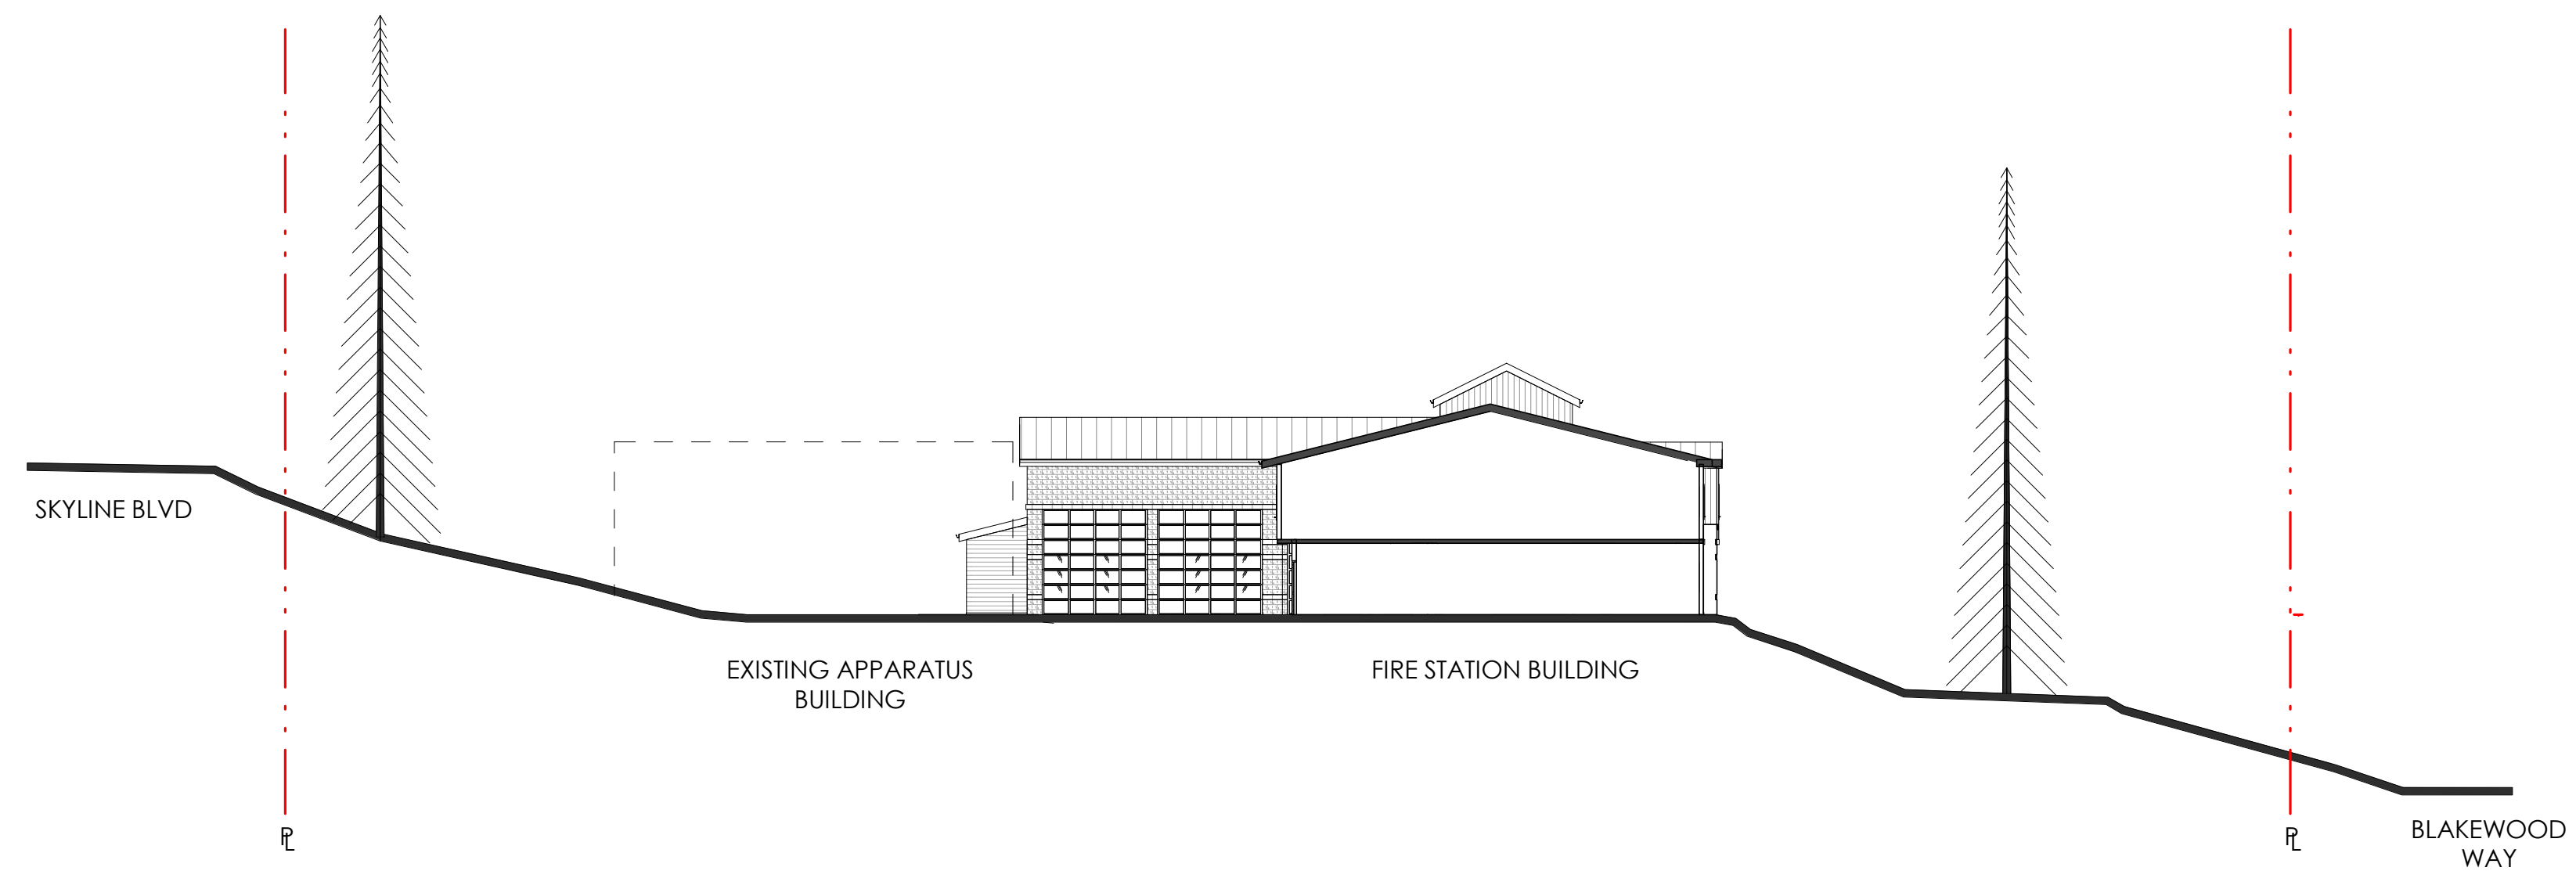 SKYLINE BLVD
EXISTING APPARATUS
BUILDING
FIRE STATION BUILDING
PL
PL
BLAKEWOOD
WAY